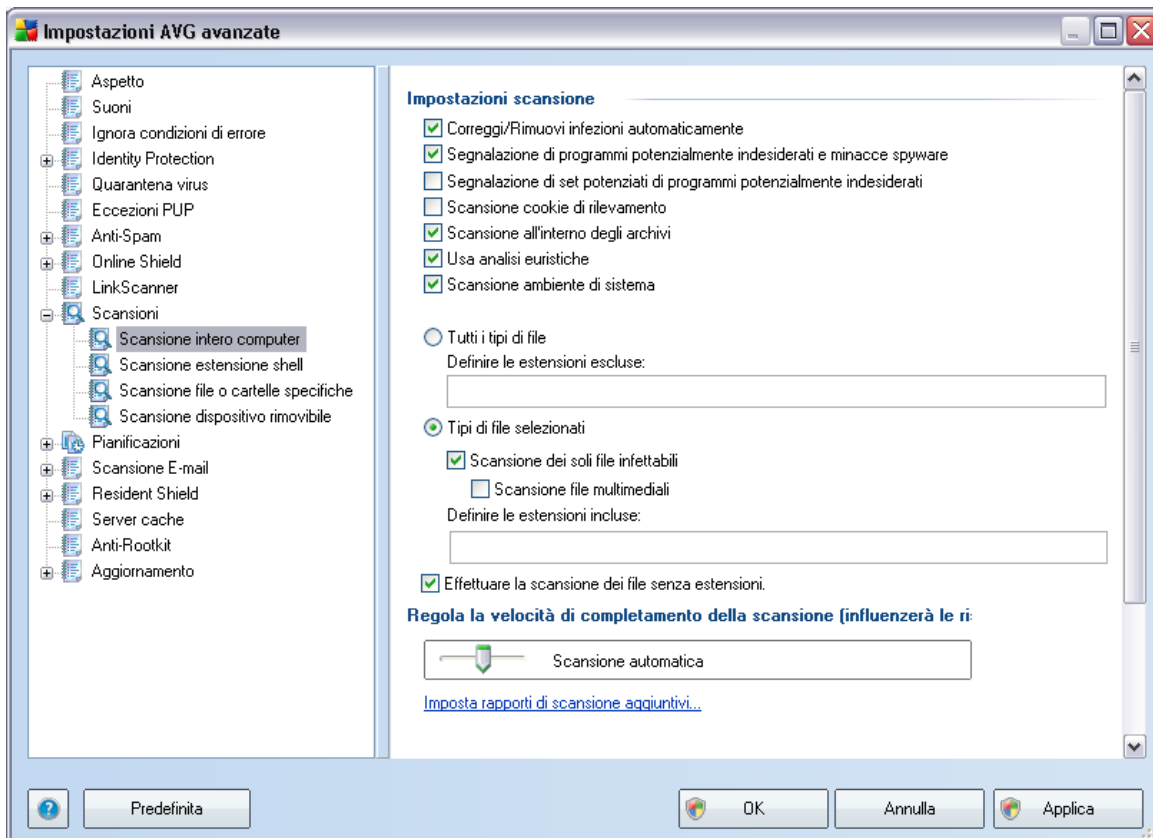 Impostazioni AVG avanzate
Aspetto
Suoni
Ignora condizioni di errore
Identity Protection
Quarantena virus
Eccezioni PUP
Anti-Spam
Online Shield
LinkScanner
Scansioni
Scansione intero computer
Scansione estensione shell
Scansione file o cartelle specifiche
Scansione dispositivo rimovibile
Pianificazioni
Scansione E-mail
Resident Shield
Server cache
Anti-Rootkit
Aggiornamento
Impostazioni scansione
Correggi/Rimuovi infezioni automaticamente
Segnalazione di programmi potenzialmente indesiderati e minacce spyware
Segnalazione di set potenziati di programmi potenzialmente indesiderati
Scansione cookie di rilevamento
Scansione all'interno degli archivi
Usa analisi euristiche
Scansione ambiente di sistema
Tutti i tipi di file
Definire le estensioni escluse:
Tipi di file selezionati
Scansione dei soli file infettabili
Scansione file multimediali
Definire le estensioni incluse:
Effettuare la scansione dei file senza estensioni.
Regola la velocità di completamento della scansione (influenzerà le ri:
Scansione automatica
Imposta rapporti di scansione aggiuntivi...
?
Predefinita
OK
Annulla
Applica